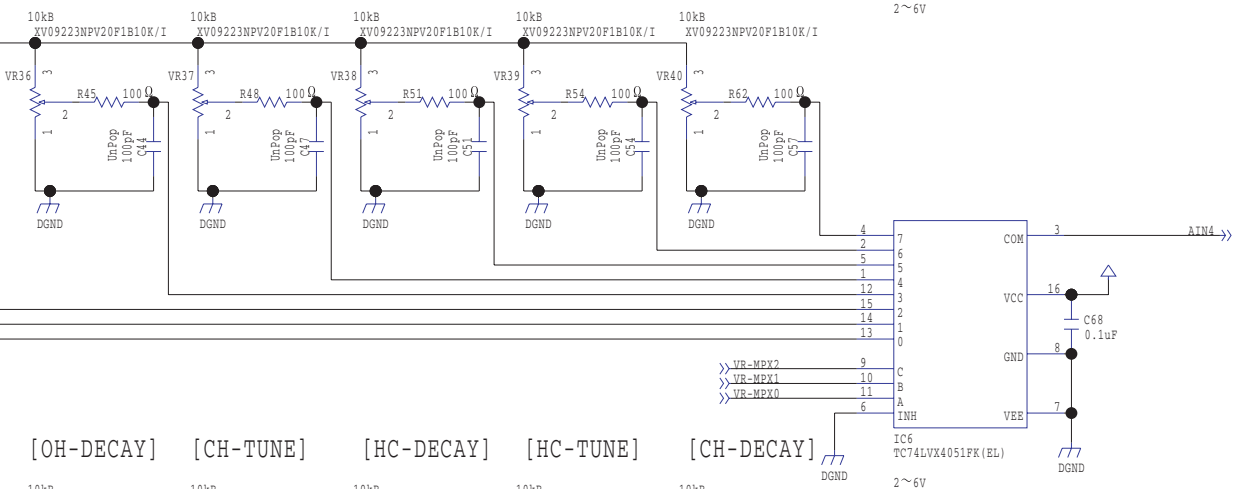 2～6V
10kB 10kB 10kB 10kB 10kB
XV09223NPV20F1B10K/I XV09223NPV20F1B10K/I XV09223NPV20F1B10K/I XV09223NPV20F1B10K/I XV09223NPV20F1B10K/I
VR36 3 VR37 3 VR38 3 VR39 3 VR40 3
R45 100Ω R48 100Ω R51 100Ω R54 100Ω R62 100Ω
2 2 2 2 2
1 1 1 1 1
UnPop UnPop UnPop UnPop UnPop
100pF 100pF 100pF 100pF 100pF
C44 C47 C51 C54 C57
DGND DGND DGND DGND DGND
4 7 COM 3 AIN4
2 6
5 5
1 4
12 3 VCC 16
15 2
14 1 C68
13 0 0.1uF
GND 8
VR-MPX2 9 C
VR-MPX1 10 B
VR-MPX0 11 A
6 INH VEE 7
IC6
TC74LVX4051FK(EL)
[OH-DECAY] [CH-TUNE] [HC-DECAY] [HC-TUNE] [CH-DECAY]
DGND DGND
2～6V
10kB 10kB 10kB 10kB 10kB